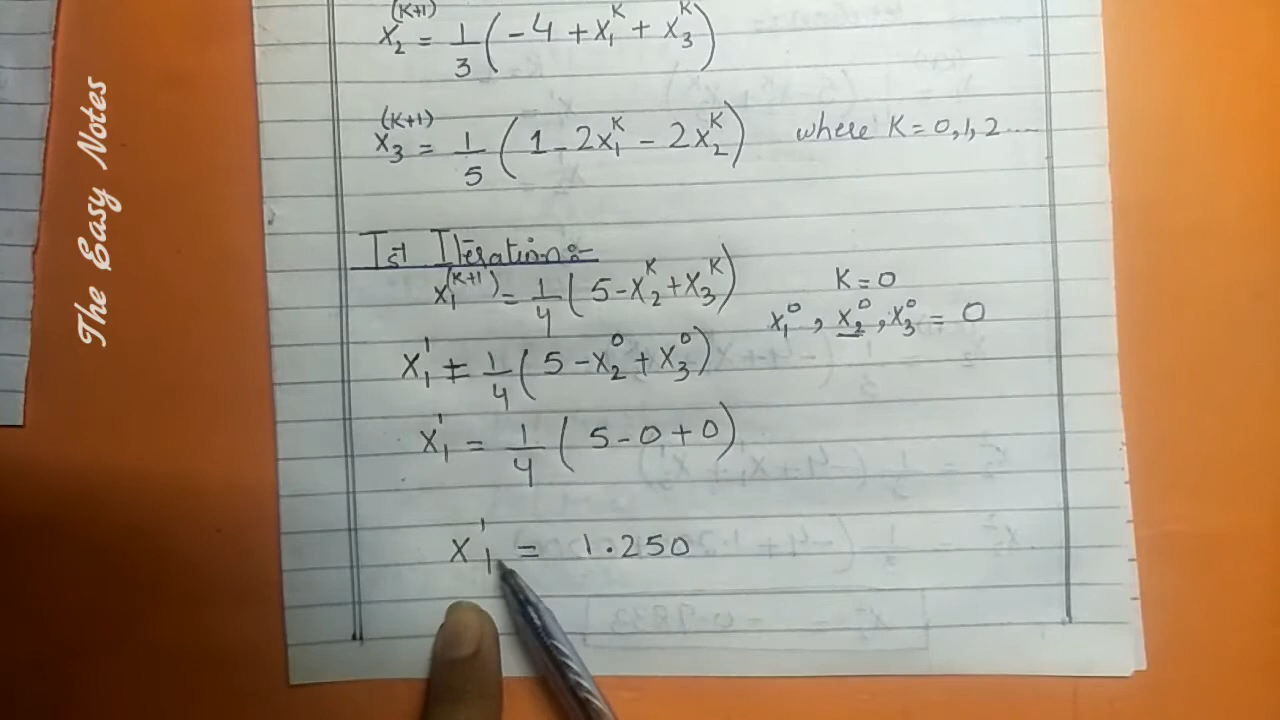 The Easy Notes
x₂^(K+1) = 1/3 (-4 + x₁^K + x₃^K)
x₃^(K+1) = 1/5 (1 - 2x₁^K - 2x₂^K) where K = 0,1,2 ....
Ist Iteration:-
x₁^(K+1) = 1/4 (5 - x₂^K + x₃^K) K = 0
x₁^0, x₂^0, x₃^0 = 0
x₁^1 = 1/4 (5 - x₂^0 + x₃^0)
x₁^1 = 1/4 (5 - 0 + 0)
x₁^1 = 1.250